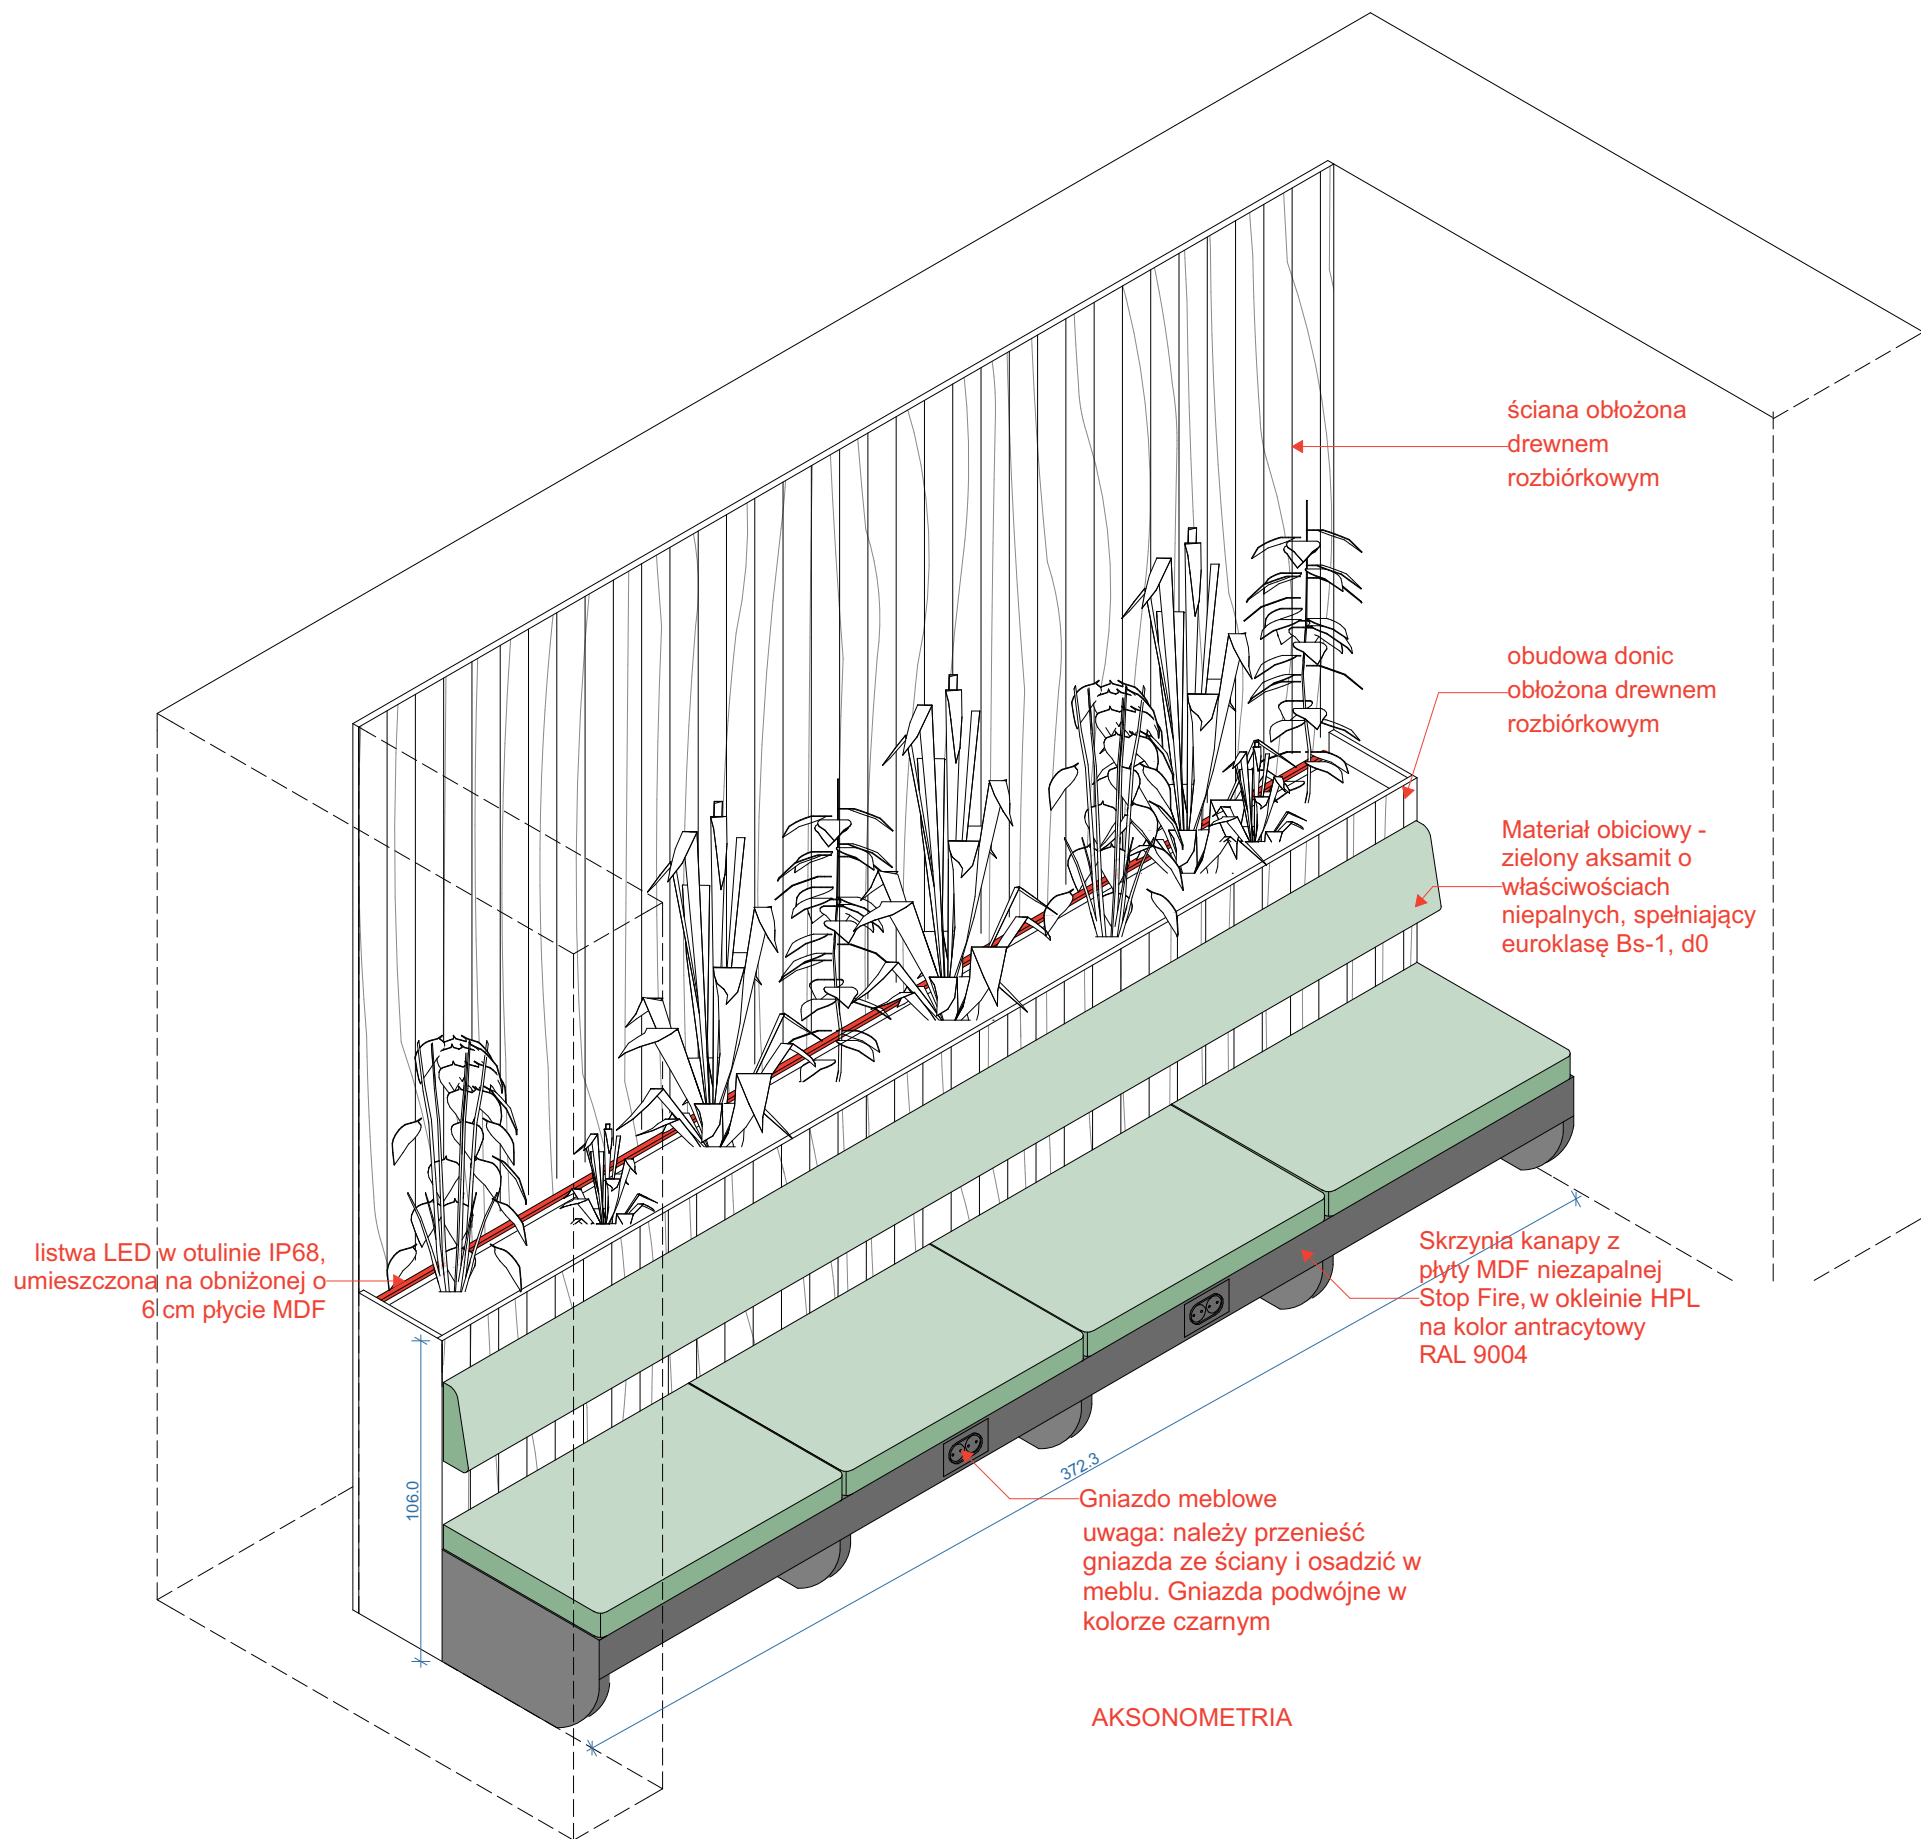 ściana obłożona
drewnem
rozbiórkowym
obudowa donic
obłożona drewnem
rozbiórkowym
Materiał obiciowy -
zielony aksamit o
właściwościach
niepalnych, spełniający
euroklasę Bs-1, d0
listwa LED w otulinie IP68,
umieszczona na obniżonej o
6 cm płycie MDF
Skrzynia kanapy z
płyty MDF niezapalnej
Stop Fire, w okleinie HPL
na kolor antracytowy
RAL 9004
106.0
372.3
Gniazdo meblowe
uwaga: należy przenieść
gniazda ze ściany i osadzić w
meblu. Gniazda podwójne w
kolorze czarnym
AKSONOMETRIA